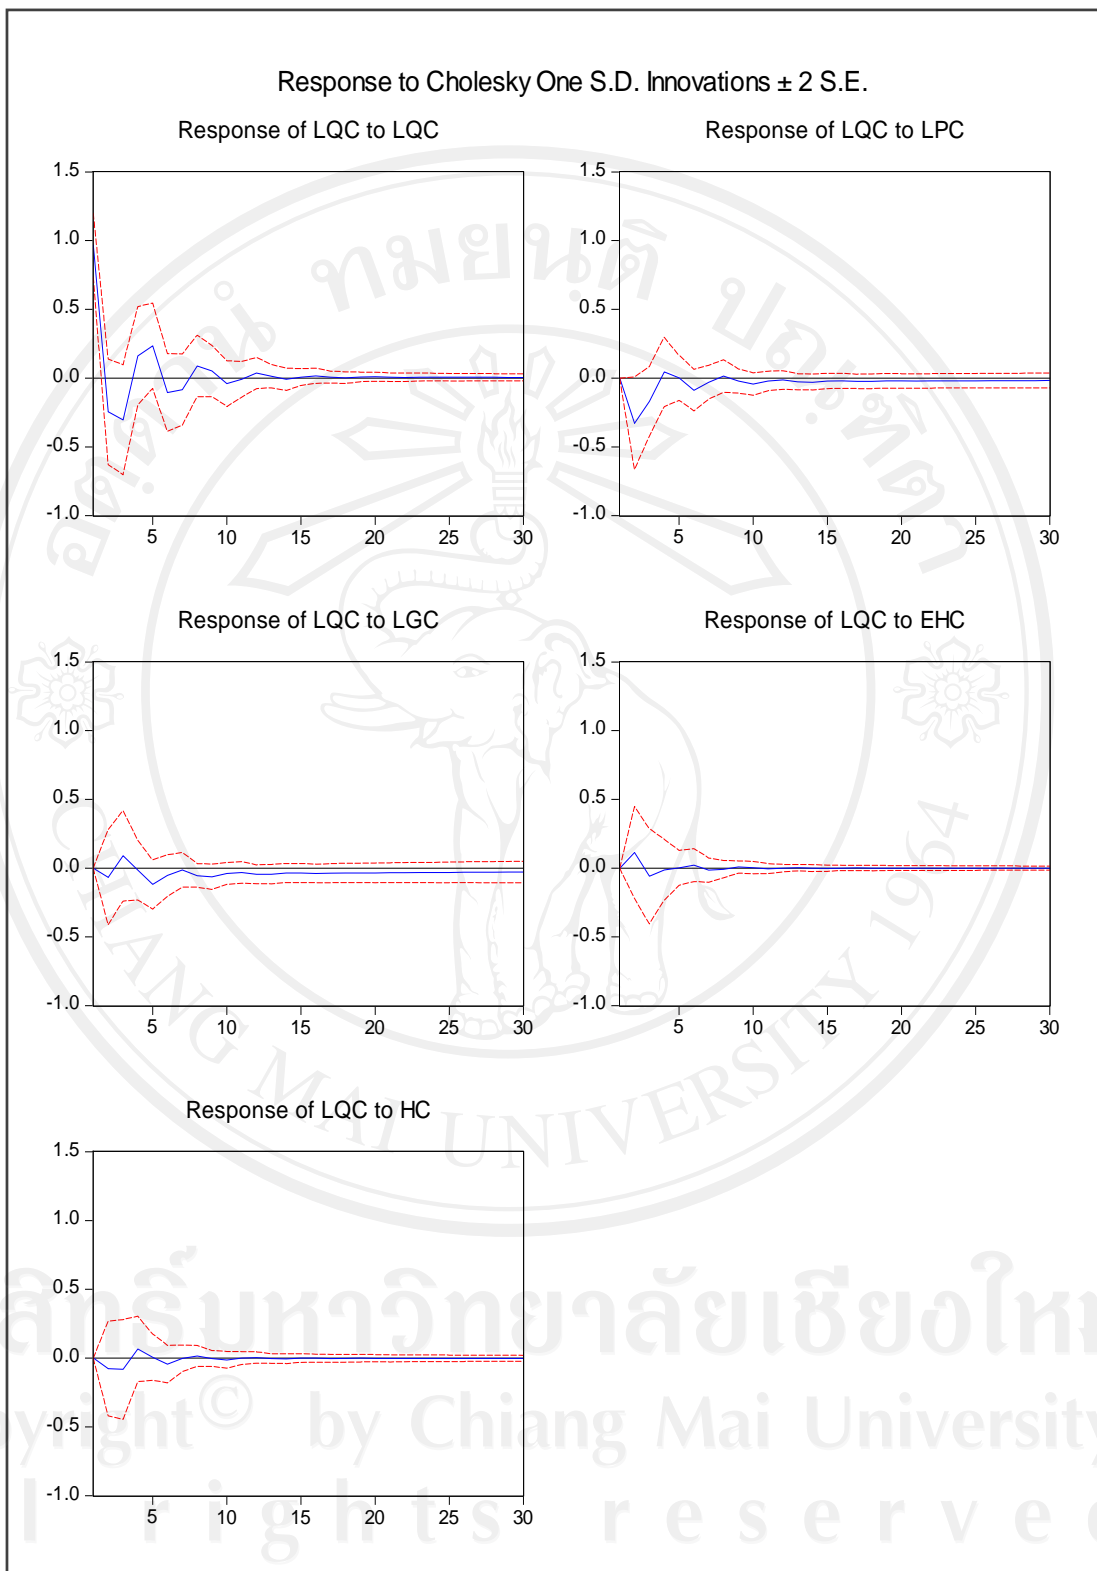 Response to Cholesky One S.D. Innovations ± 2 S.E.
Response of LQC to LQC
1.5
1.0
0.5
0.0
-0.5
-1.0
5 10 15 20 25 30
Response of LQC to LPC
1.5
1.0
0.5
0.0
-0.5
-1.0
5 10 15 20 25 30
Response of LQC to LGC
1.5
1.0
0.5
0.0
-0.5
-1.0
5 10 15 20 25 30
Response of LQC to EHC
1.5
1.0
0.5
0.0
-0.5
-1.0
5 10 15 20 25 30
Response of LQC to HC
1.5
1.0
0.5
0.0
-0.5
-1.0
5 10 15 20 25 30
CHIANG MAI UNIVERSITY 1964
สิทธิ์มหาวิทยาลัยเชียงใหม
pyright© by Chiang Mai University
l rights reserve